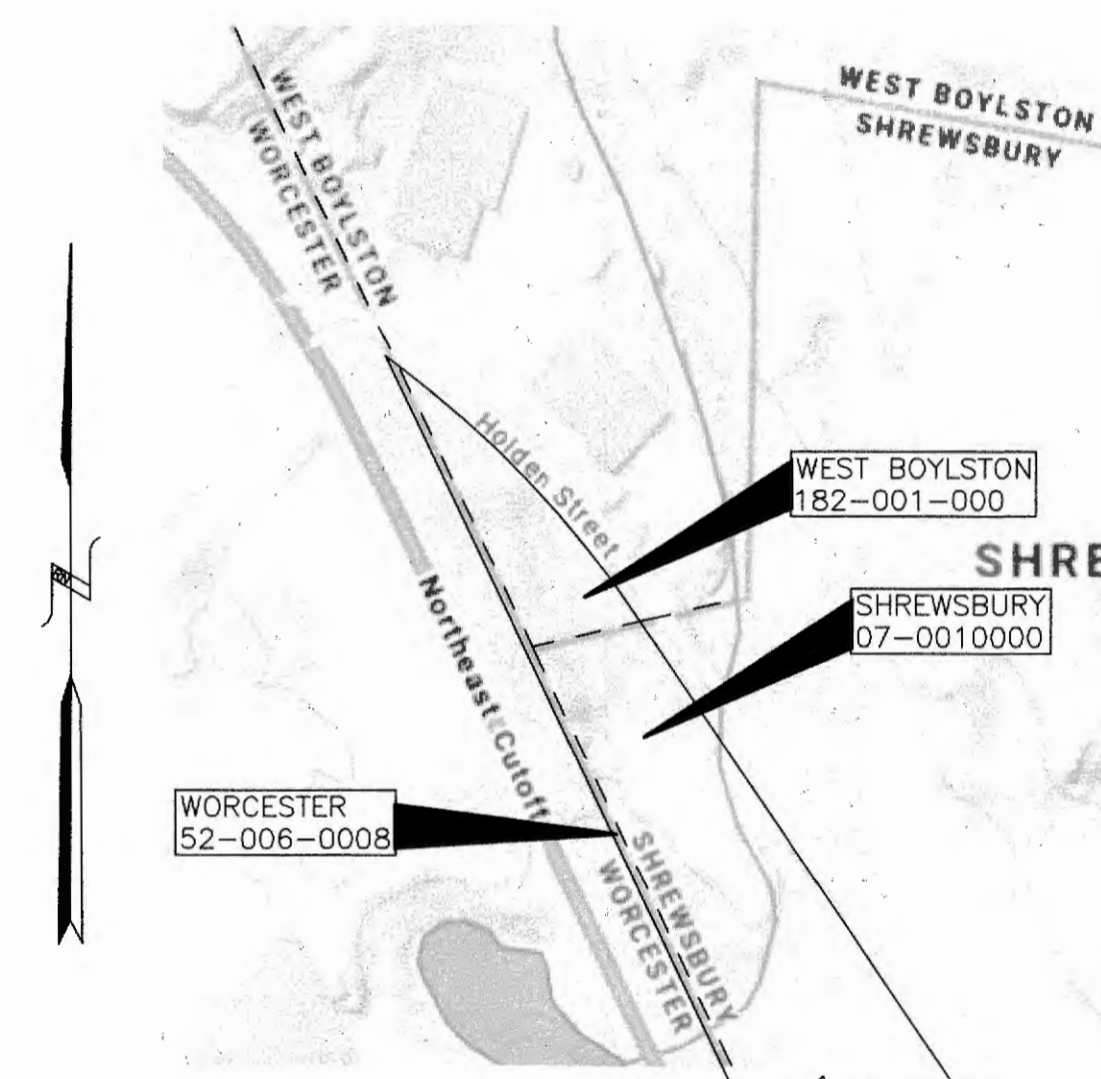 WEST BOYLSTON
SHREWSBURY
WEST BOYLSTON
WORCESTER
Holden Street
WEST BOYLSTON
182-001-000
SHRE
SHREWSBURY
07-0010000
Northeast Cutoff
WORCESTER
52-006-0008
SHREWSBURY
WORCESTER